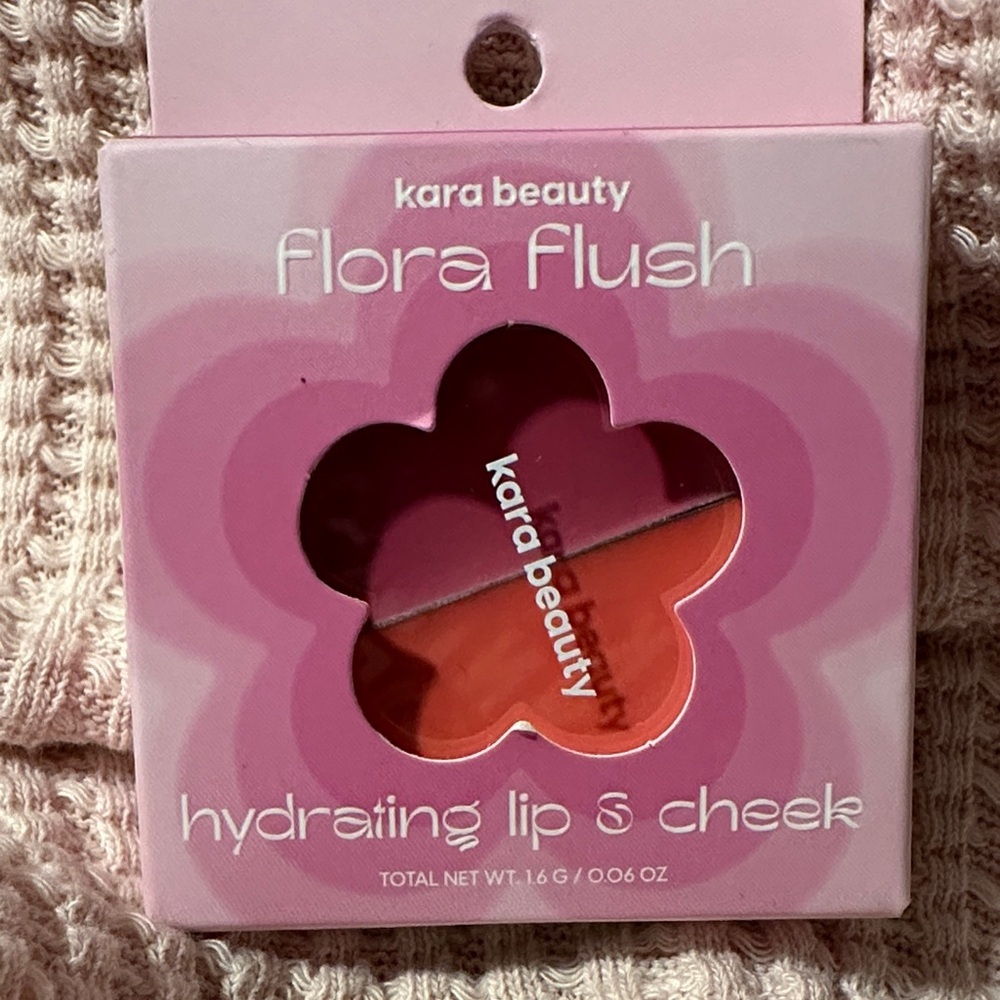 kara beauty
flora flush
kara beauty
hydrating lip & cheek
TOTAL NET WT. 1.6 G / 0.06 OZ